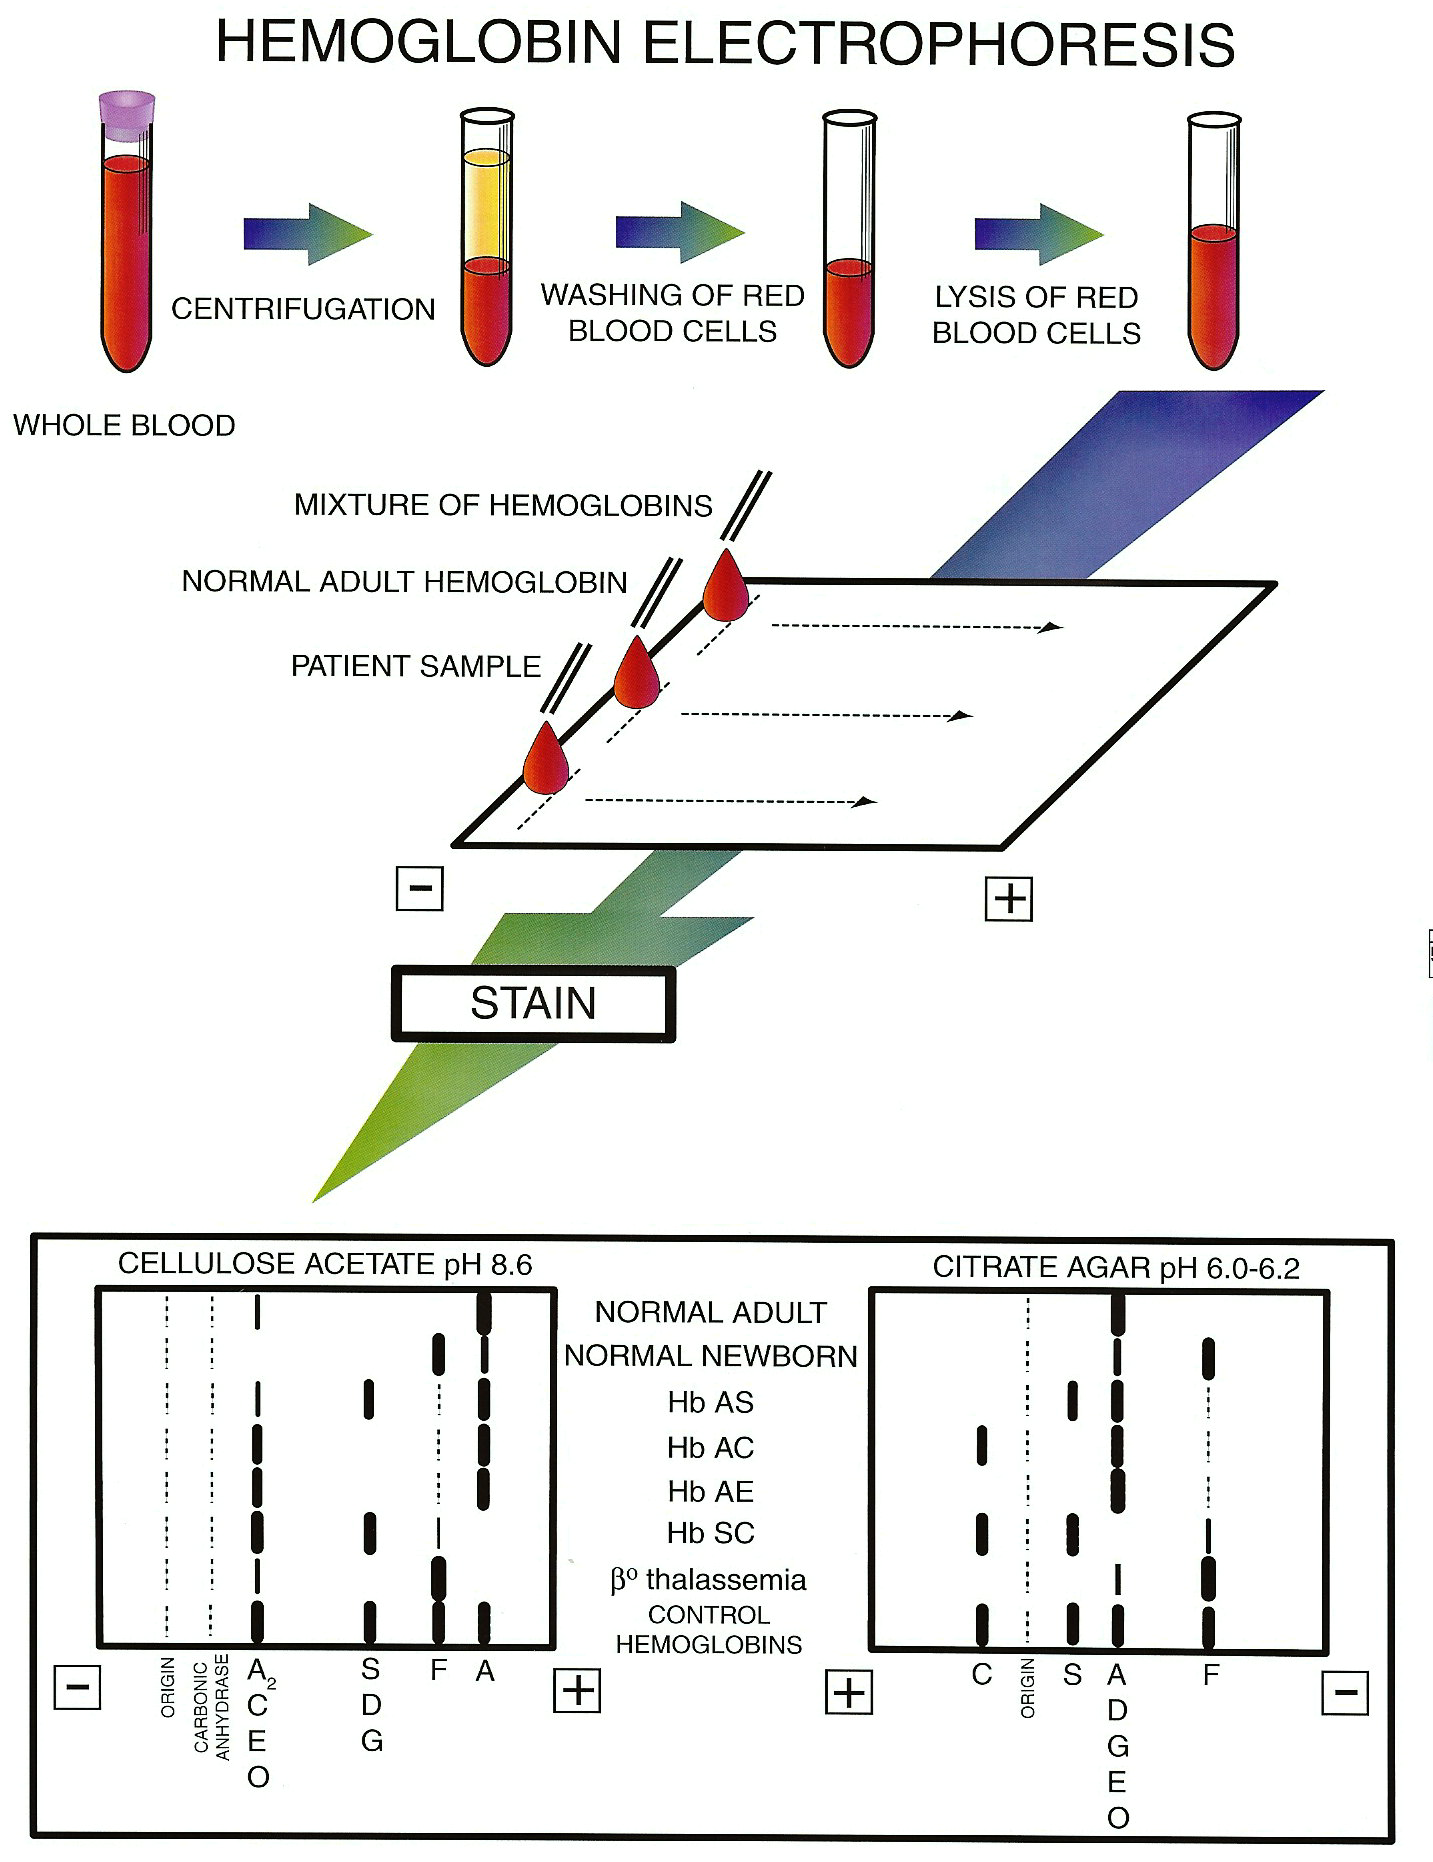 HEMOGLOBIN ELECTROPHORESIS
CENTRIFUGATION
WASHING OF RED
BLOOD CELLS
LYSIS OF RED
BLOOD CELLS
WHOLE BLOOD
MIXTURE OF HEMOGLOBINS
NORMAL ADULT HEMOGLOBIN
PATIENT SAMPLE
-
+
STAIN
CELLULOSE ACETATE pH 8.6
CITRATE AGAR pH 6.0-6.2
NORMAL ADULT
NORMAL NEWBORN
Hb AS
Hb AC
Hb AE
Hb SC
β⁰ thalassemia
CONTROL
HEMOGLOBINS
-
ORIGIN
CARBONIC
ANHYDRASE
A₂
C
E
O
S
D
G
F
A
+
+
C
ORIGIN
S
A
D
G
E
O
F
-